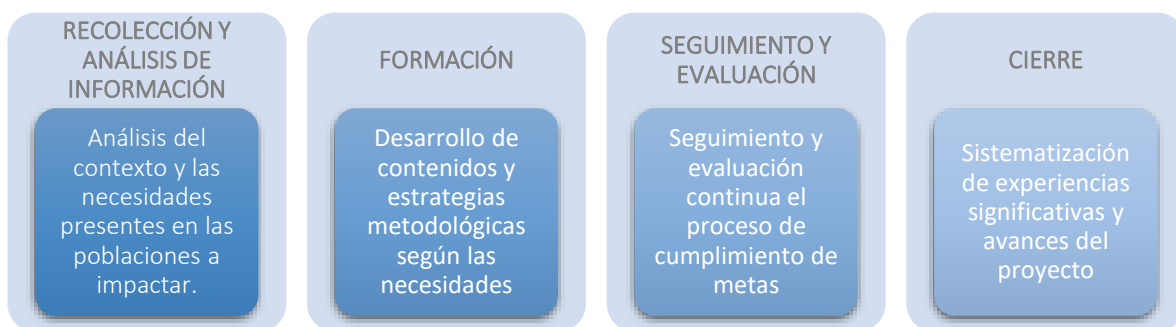 RECOLECCIÓN Y
ANÁLISIS DE
INFORMACIÓN
Análisis del
contexto y las
necesidades
presentes en las
poblaciones a
impactar.
FORMACIÓN
Desarrollo de
contenidos y
estrategias
metodológicas
según las
necesidades
SEGUIMIENTO Y
EVALUACIÓN
Seguimiento y
evaluación
continua el
proceso de
cumplimiento de
metas
CIERRE
Sistematización
de experiencias
significativas y
avances del
proyecto